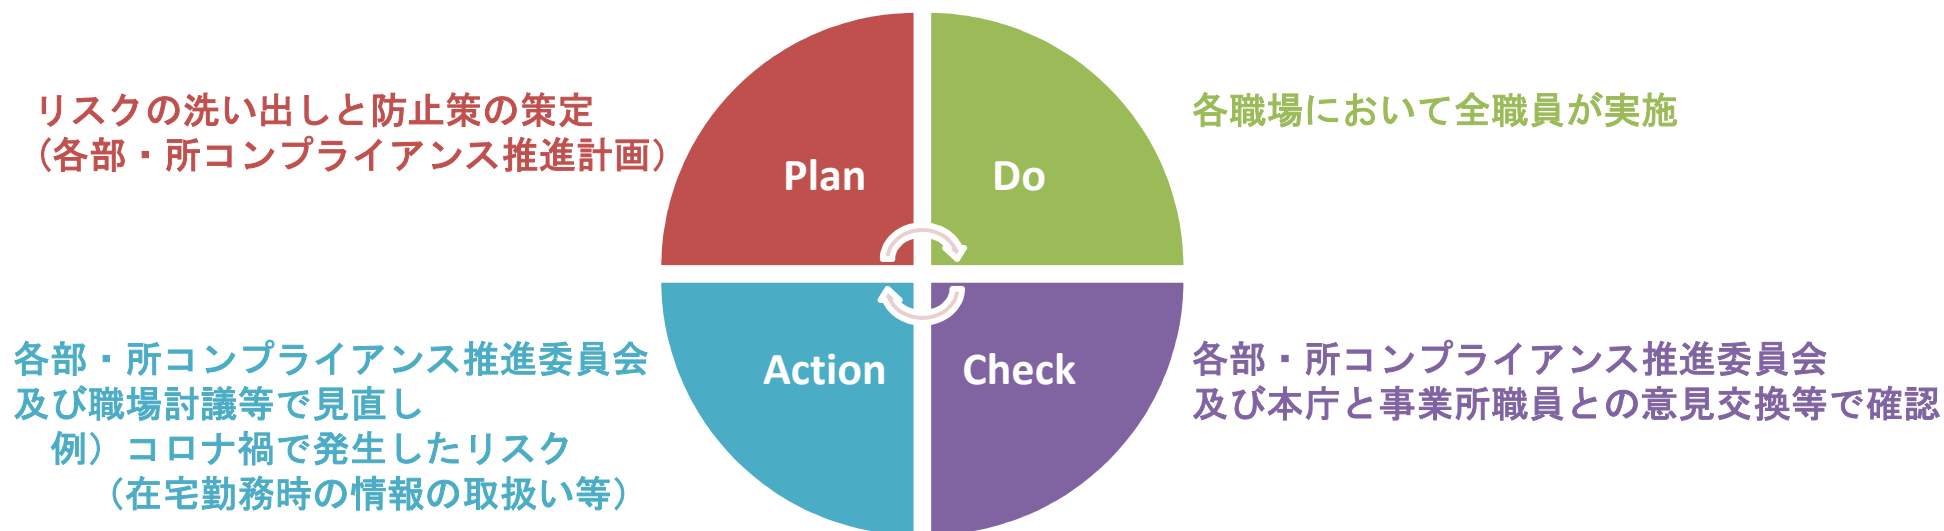 リスクの洗い出しと防止策の策定
（各部・所コンプライアンス推進計画）
Plan
Do
各職場において全職員が実施
各部・所コンプライアンス推進委員会
及び職場討議等で見直し
例）コロナ禍で発生したリスク
（在宅勤務時の情報の取扱い等）
Action
Check
各部・所コンプライアンス推進委員会
及び本庁と事業所職員との意見交換等で確認